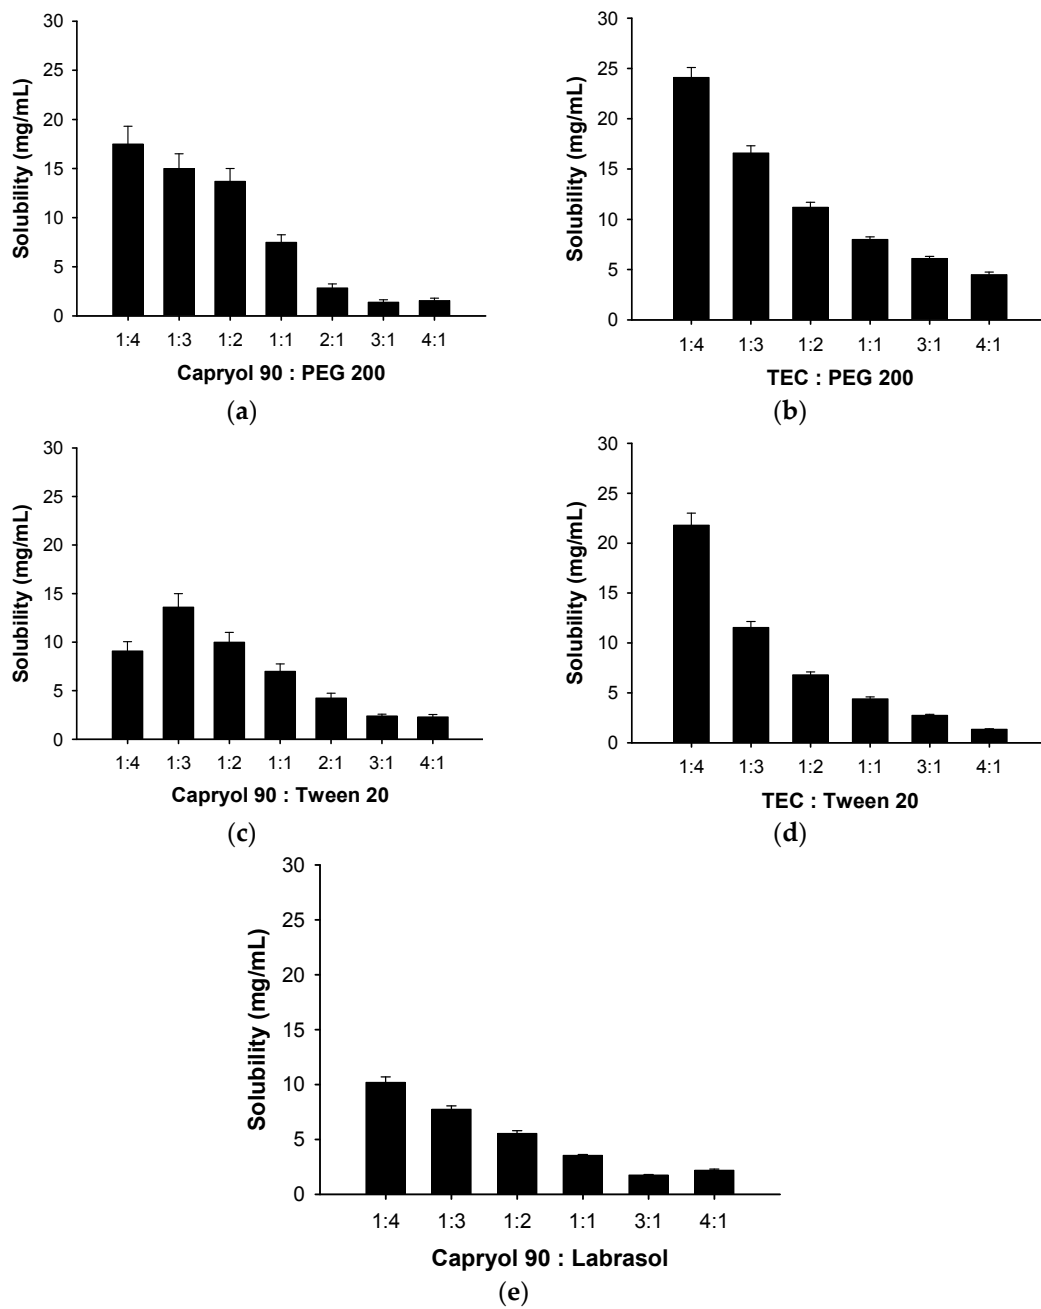 30
25
20
15
10
5
0
Solubility (mg/mL)
1:4 1:3 1:2 1:1 2:1 3:1 4:1
Capryol 90 : PEG 200
(a)
30
25
20
15
10
5
0
Solubility (mg/mL)
1:4 1:3 1:2 1:1 3:1 4:1
TEC : PEG 200
(b)
30
25
20
15
10
5
0
Solubility (mg/mL)
1:4 1:3 1:2 1:1 2:1 3:1 4:1
Capryol 90 : Tween 20
(c)
30
25
20
15
10
5
0
Solubility (mg/mL)
1:4 1:3 1:2 1:1 3:1 4:1
TEC : Tween 20
(d)
30
25
20
15
10
5
0
Solubility (mg/mL)
1:4 1:3 1:2 1:1 3:1 4:1
Capryol 90 : Labrasol
(e)